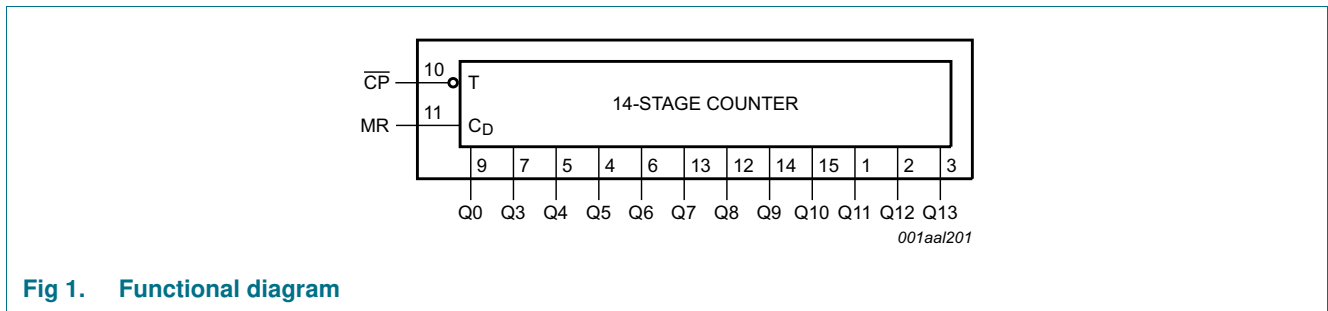 10
C̅P̅ T
14-STAGE COUNTER
11
MR CD
9 7 5 4 6 13 12 14 15 1 2 3
Q0 Q3 Q4 Q5 Q6 Q7 Q8 Q9 Q10 Q11 Q12 Q13
001aal201
Fig 1. Functional diagram